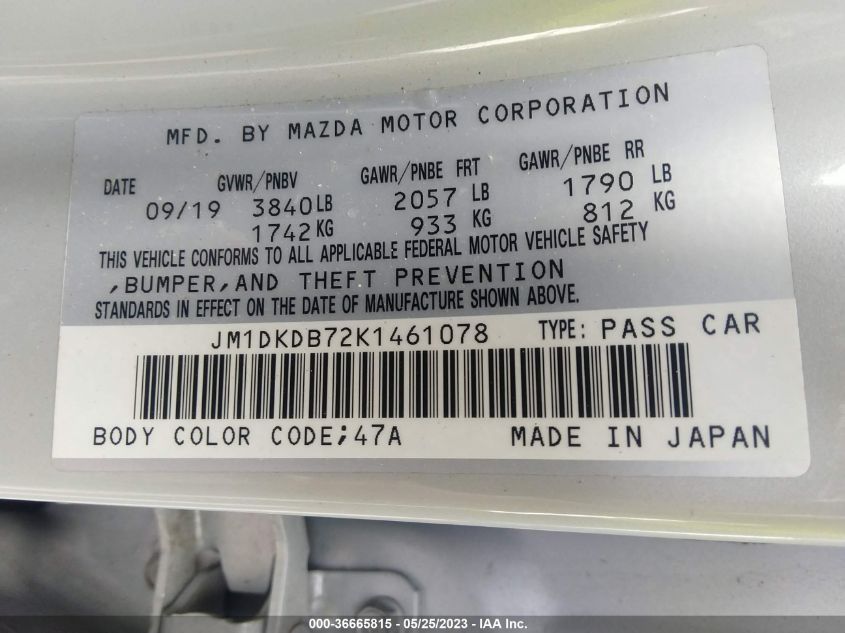 MFD. BY MAZDA MOTOR CORPORATION
DATE GVWR/PNBV GAWR/PNBE FRT GAWR/PNBE RR
09/19 3840LB 2057 LB 1790 LB
1742KG 933 KG 812 KG
THIS VEHICLE CONFORMS TO ALL APPLICABLE FEDERAL MOTOR VEHICLE SAFETY
,BUMPER,AND THEFT PREVENTION
STANDARDS IN EFFECT ON THE DATE OF MANUFACTURE SHOWN ABOVE.
JM1DKDB72K1461078 TYPE: PASS CAR
BODY COLOR CODE;47A MADE IN JAPAN
000-36665815 - 05/25/2023 - IAA Inc.